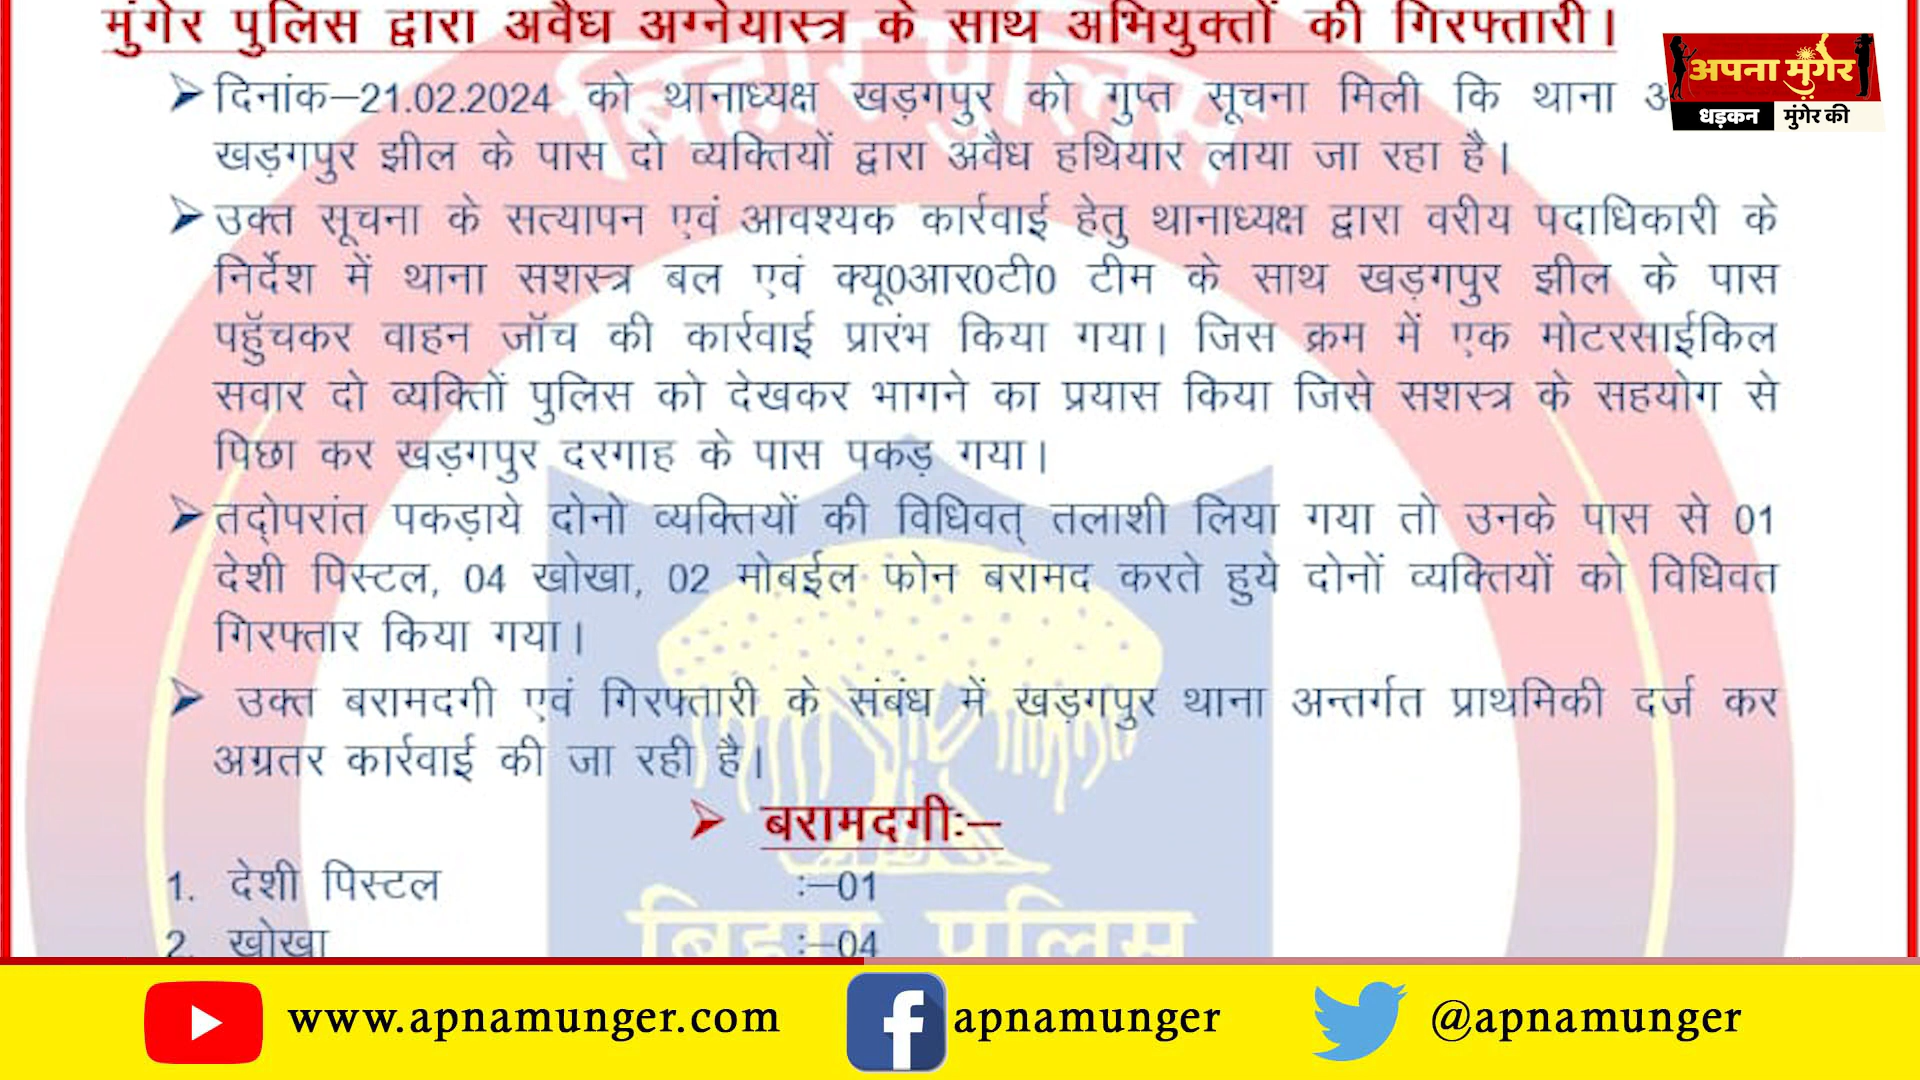 मुंगेर पुलिस द्वारा अवैध अग्नेयास्त्र के साथ अभियुक्तों की गिरफ्तारी।
अपना मुंगेर
धड़कन मुंगेर की
➢ दिनांक–21.02.2024 को थानाध्यक्ष खड़गपुर को गुप्त सूचना मिली कि थाना
खड़गपुर झील के पास दो व्यक्तियों द्वारा अवैध हथियार लाया जा रहा है।
➢ उक्त सूचना के सत्यापन एवं आवश्यक कार्रवाई हेतु थानाध्यक्ष द्वारा वरीय पदाधिकारी के
निर्देश में थाना सशस्त्र बल एवं क्यू0आर0टी0 टीम के साथ खड़गपुर झील के पास
पहुँचकर वाहन जॉच की कार्रवाई प्रारंभ किया गया। जिस क्रम में एक मोटरसाईकिल
सवार दो व्यक्तिों पुलिस को देखकर भागने का प्रयास किया जिसे सशस्त्र के सहयोग से
पिछा कर खड़गपुर दरगाह के पास पकड़ गया।
➢ तद्ोपरांत पकड़ाये दोनो व्यक्तियों की विधिवत् तलाशी लिया गया तो उनके पास से 01
देशी पिस्टल, 04 खोखा, 02 मोबईल फोन बरामद करते हुये दोनों व्यक्तियों को विधिवत
गिरफ्तार किया गया।
➢ उक्त बरामदगी एवं गिरफ्तारी के संबंध में खड़गपुर थाना अन्तर्गत प्राथमिकी दर्ज कर
अग्रतर कार्रवाई की जा रही है।
➢ बरामदगी:–
1. देशी पिस्टल :–01
2. खोखा :–04
बिहार पुलिस
बिहार पुलिस
www.apnamunger.com apnamunger @apnamunger